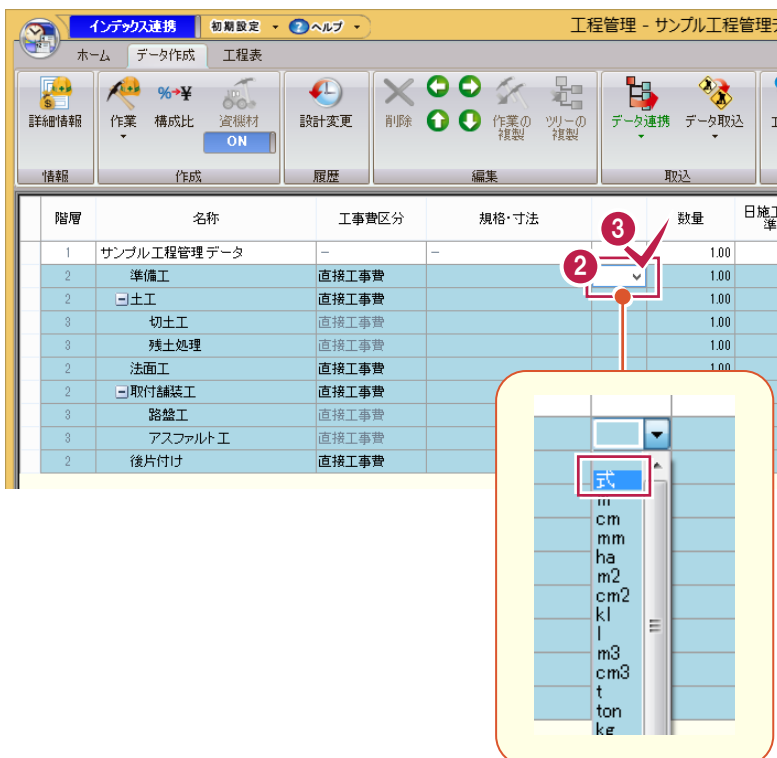 インデックス連携 初期設定 ヘルプ 工程管理 - サンプル工程管理
ホーム データ作成 工程表
詳細情報 作業 構成比 資機材 設計変更 削除 作業の複製 ツリーの複製 データ連携 データ取込
%→¥
ON
情報 作成 履歴 編集 取込
階層 名称 工事費区分 規格・寸法 数量 日施工
3
2
1 サンプル工程管理データ - - 1.00
2 準備工 直接工事費 1.00
2 土工 直接工事費 1.00
3 切土工 直接工事費 1.00
3 残土処理 直接工事費 1.00
2 法面工 直接工事費 1.00
2 取付舗装工 直接工事費
3 路盤工 直接工事費
3 アスファルト工 直接工事費
2 後片付け 直接工事費
式
m
cm
mm
ha
m2
cm2
kl
l
m3
cm3
t
ton
kg